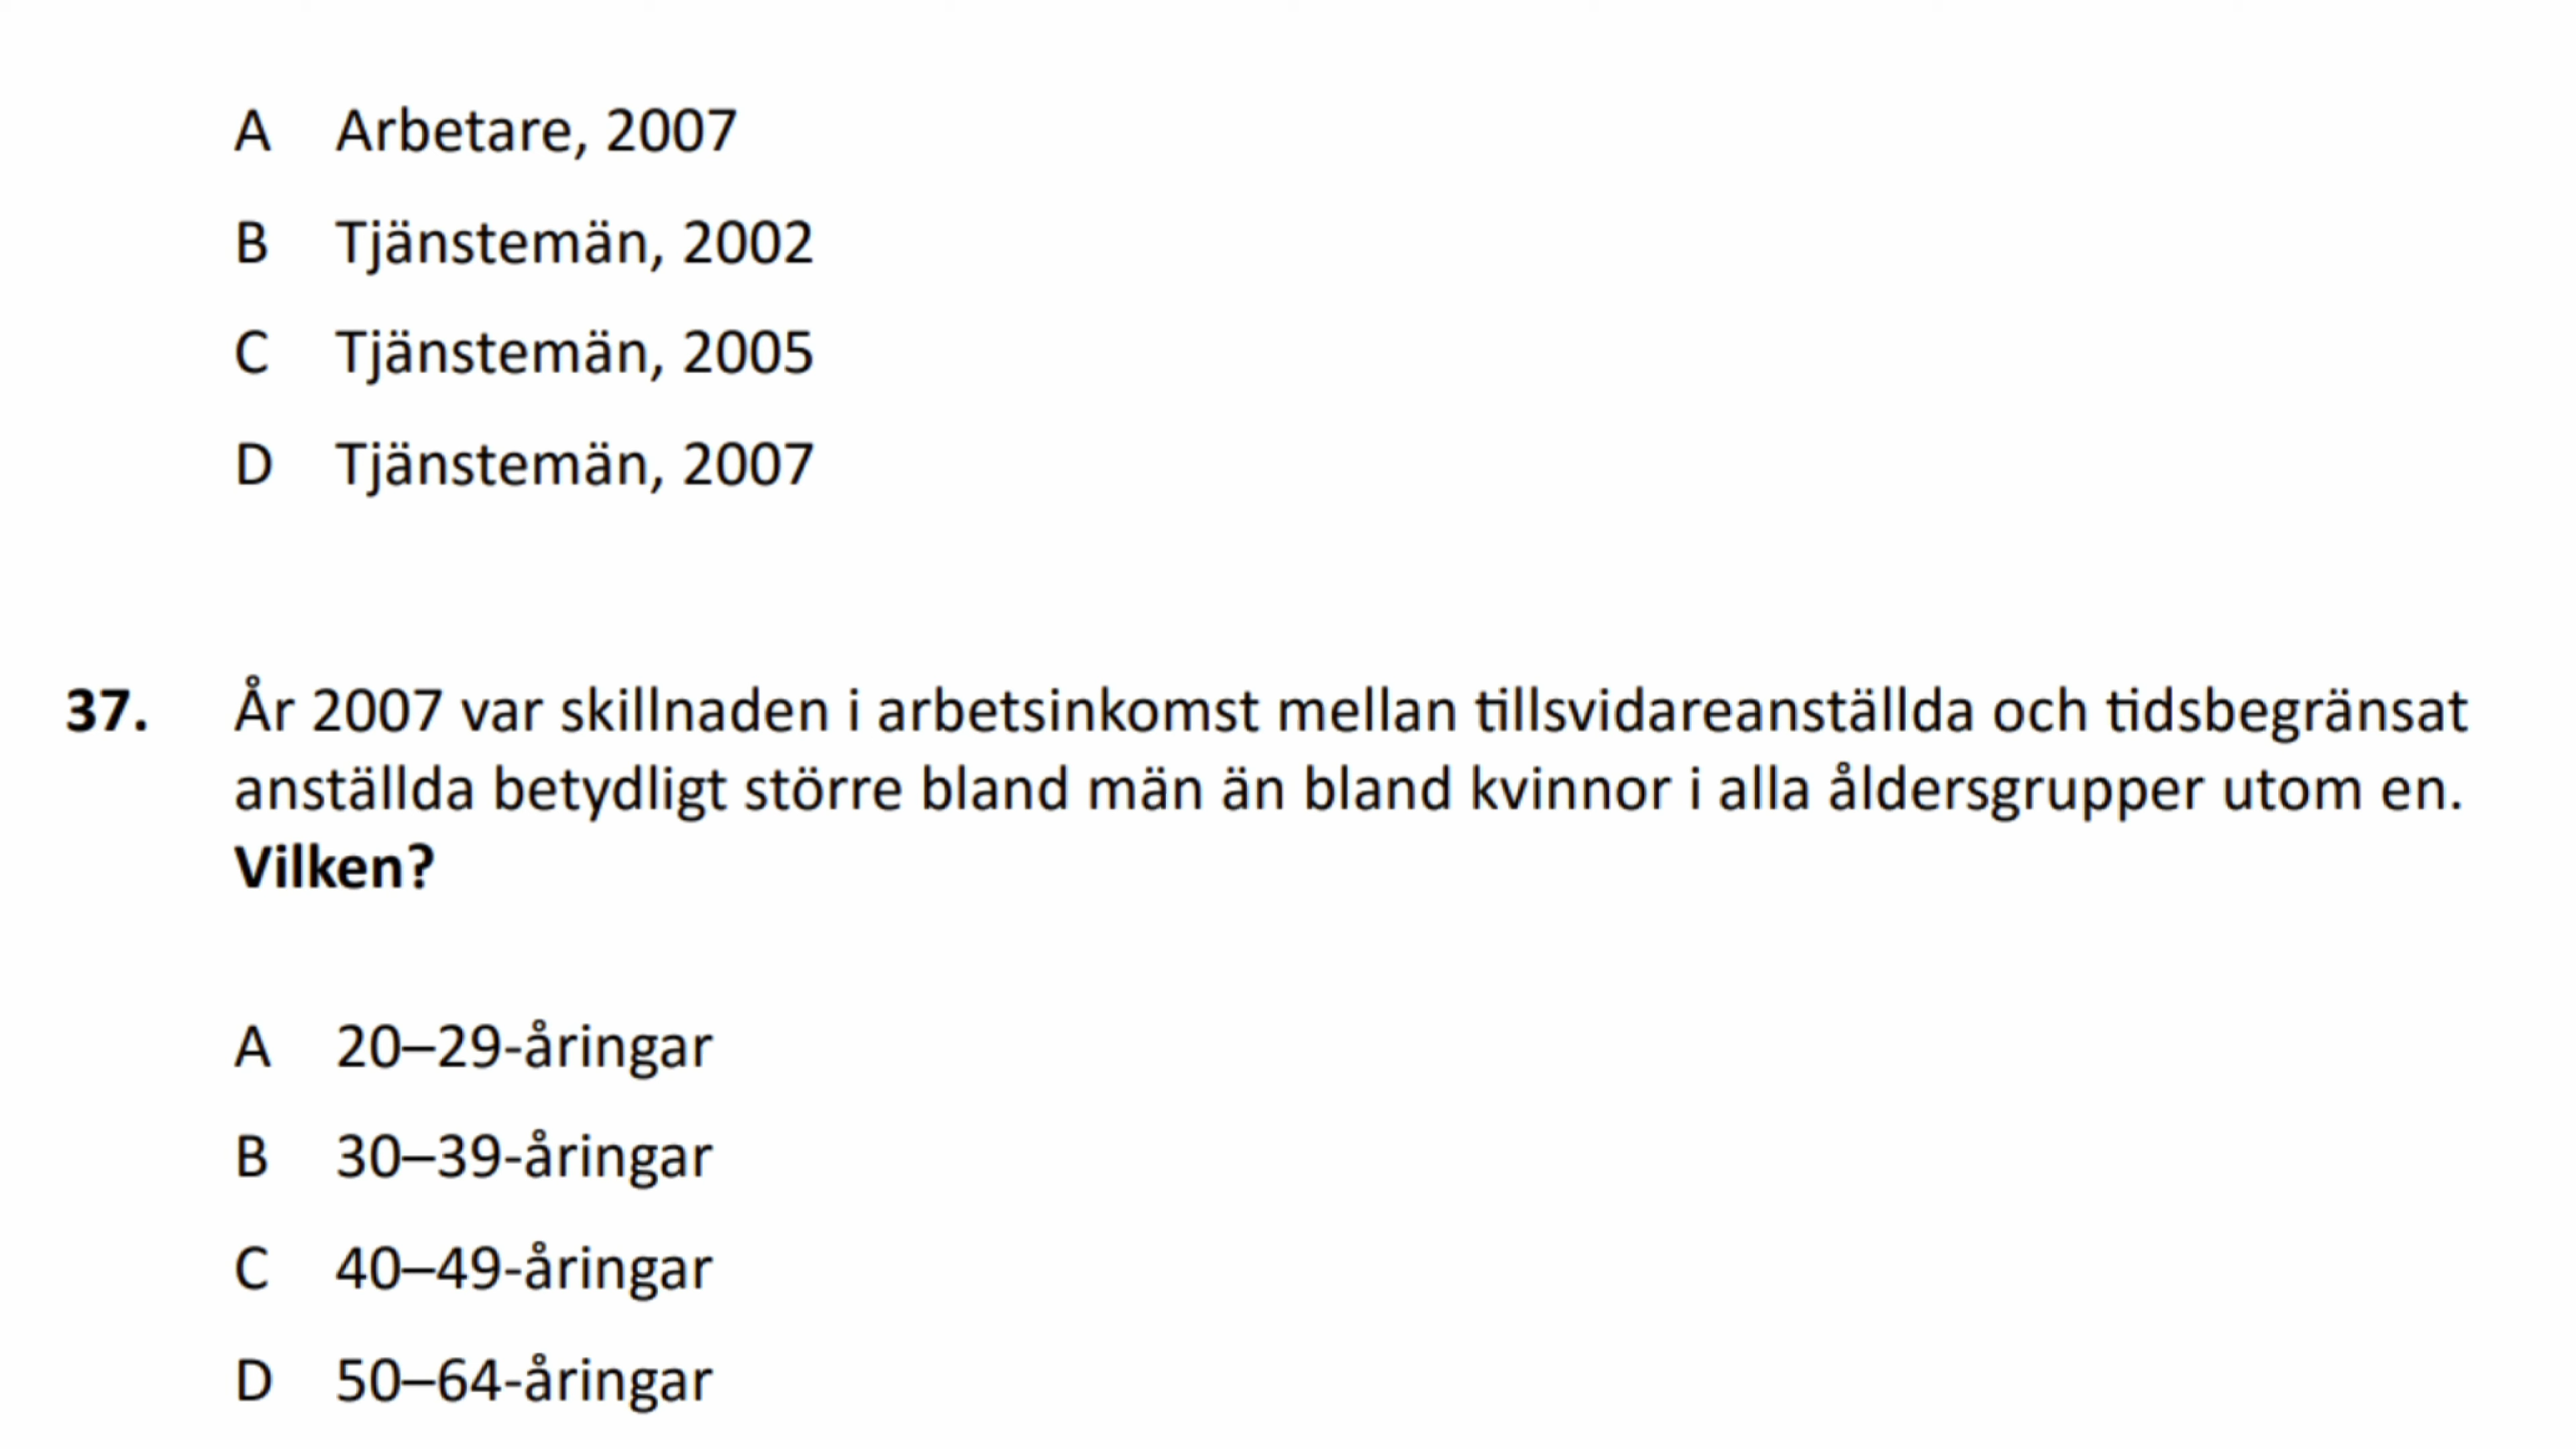 A Arbetare, 2007
B Tjänstemän, 2002
C Tjänstemän, 2005
D Tjänstemän, 2007
37. År 2007 var skillnaden i arbetsinkomst mellan tillsvidareanställda och tidsbegränsat
anställda betydligt större bland män än bland kvinnor i alla åldersgrupper utom en.
Vilken?
A 20–29-åringar
B 30–39-åringar
C 40–49-åringar
D 50–64-åringar